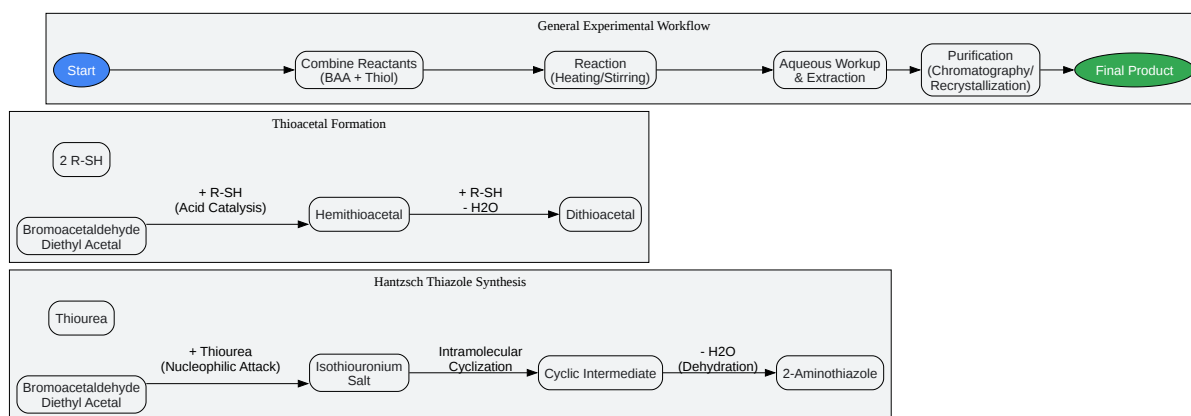 General Experimental Workflow
Start
Combine Reactants
(BAA + Thiol)
Reaction
(Heating/Stirring)
Aqueous Workup
& Extraction
Purification
(Chromatography/
Recrystallization)
Final Product
Thioacetal Formation
2 R-SH
Bromoacetaldehyde
Diethyl Acetal
+ R-SH
(Acid Catalysis)
Hemithioacetal
+ R-SH
- H2O
Dithioacetal
Hantzsch Thiazole Synthesis
Thiourea
Bromoacetaldehyde
Diethyl Acetal
+ Thiourea
(Nucleophilic Attack)
Isothiouronium
Salt
Intramolecular
Cyclization
Cyclic Intermediate
- H2O
(Dehydration)
2-Aminothiazole